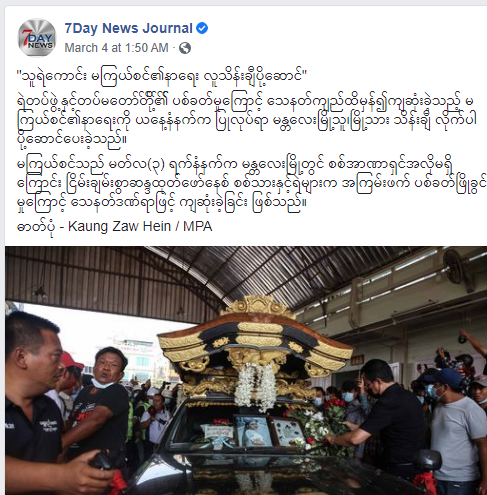 7Day News Journal
March 4 at 1:50 AM ·
"သူရဲကောင်း မကြယ်စင်၏နာရေး လူသိန်းချီပို့ဆောင်"
ရဲတပ်ဖွဲ့နှင့်တပ်မတော်တို့၏ ပစ်ခတ်မှုကြောင့် သေနတ်ကျည်ထိမှန်၍ကျဆုံးခဲ့သည့် မ
ကြယ်စင်၏နာရေးကို ယနေ့နံနက်က ပြုလုပ်ရာ မန္တလေးမြို့သူ၊မြို့သား သိန်းချီ လိုက်ပါ
ပို့ဆောင်ပေးခဲ့သည်။
မကြယ်စင်သည် မတ်လ(၃) ရက်နံနက်က မန္တလေးမြို့တွင် စစ်အာဏာရှင်အလိုမရှိ
ကြောင်း ငြိမ်းချမ်းစွာဆန္ဒထုတ်ဖော်နေစဉ် စစ်သားနှင့်ရဲများက အကြမ်းဖက် ပစ်ခတ်ဖြိုခွင်း
မှုကြောင့် သေနတ်ဒဏ်ရာဖြင့် ကျဆုံးခဲ့ခြင်း ဖြစ်သည်။
ဓာတ်ပုံ - Kaung Zaw Hein / MPA
7 DAY
NEWS